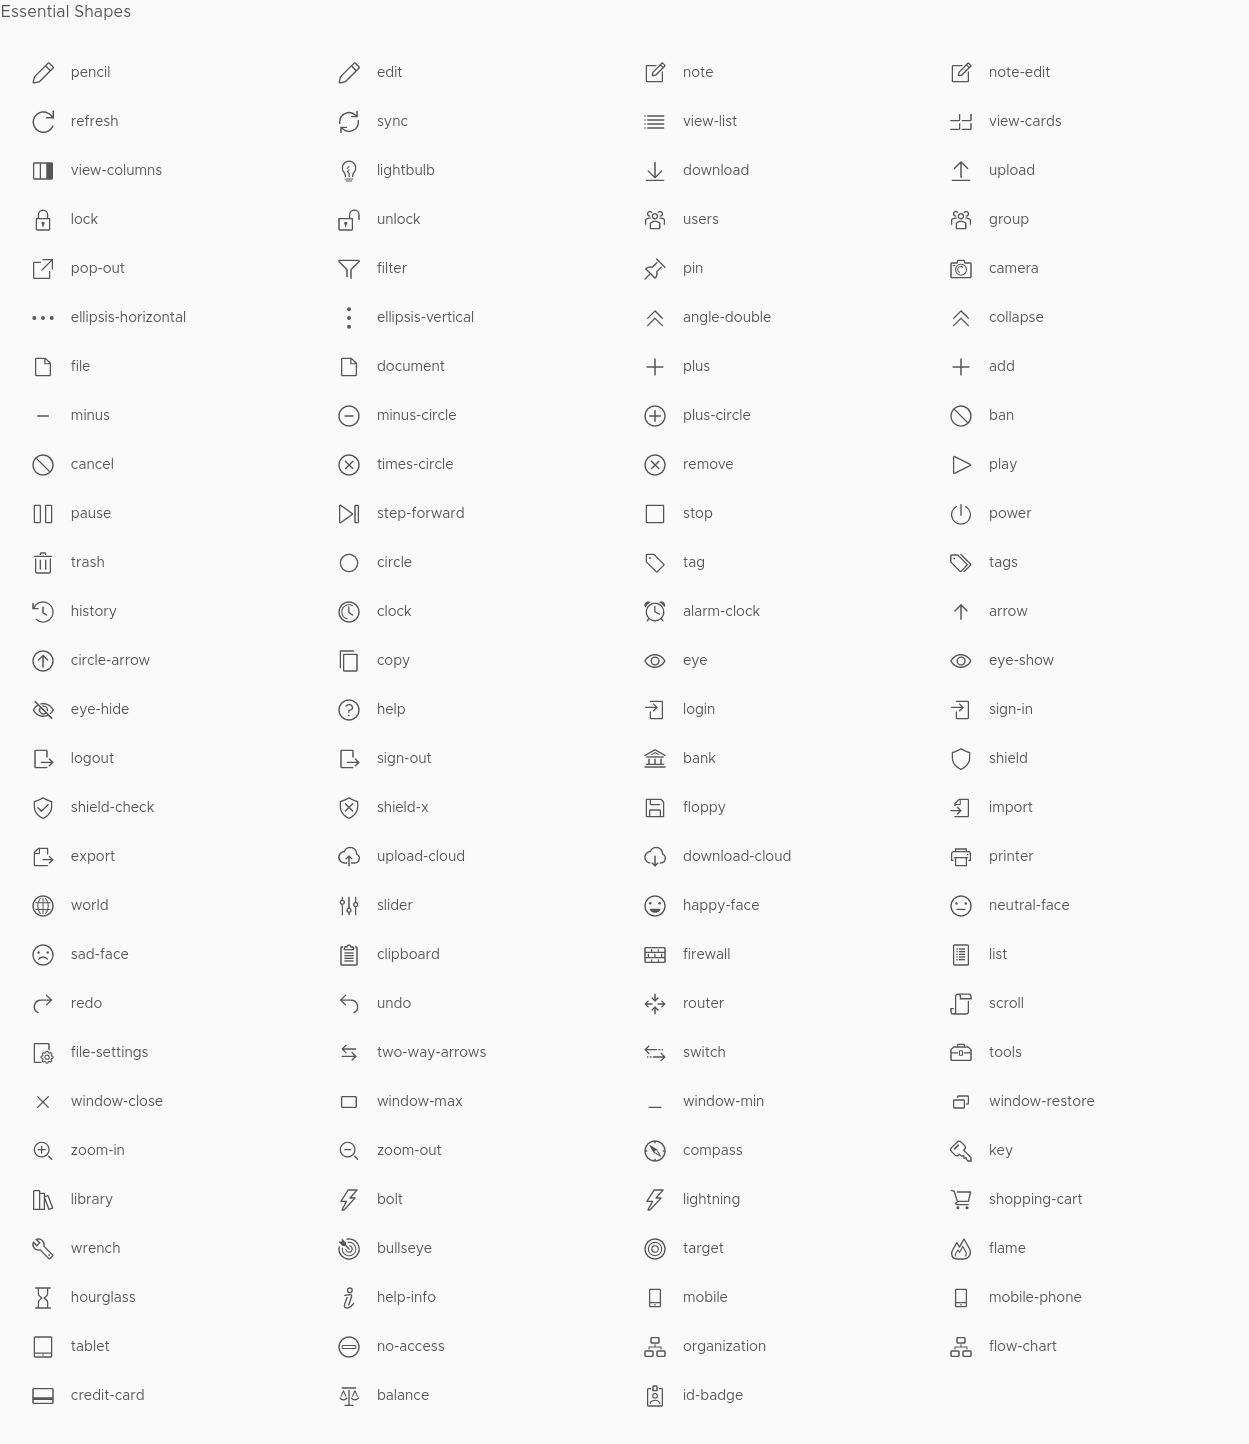 Essential Shapes
pencil
edit
note
note-edit
refresh
sync
view-list
view-cards
view-columns
lightbulb
download
upload
lock
unlock
users
group
pop-out
filter
pin
camera
ellipsis-horizontal
ellipsis-vertical
angle-double
collapse
file
document
plus
add
minus
minus-circle
plus-circle
ban
cancel
times-circle
remove
play
pause
step-forward
stop
power
trash
circle
tag
tags
history
clock
alarm-clock
arrow
circle-arrow
copy
eye
eye-show
eye-hide
help
login
sign-in
logout
sign-out
bank
shield
shield-check
shield-x
floppy
import
export
upload-cloud
download-cloud
printer
world
slider
happy-face
neutral-face
sad-face
clipboard
firewall
list
redo
undo
router
scroll
file-settings
two-way-arrows
switch
tools
window-close
window-max
window-min
window-restore
zoom-in
zoom-out
compass
key
library
bolt
lightning
shopping-cart
wrench
bullseye
target
flame
hourglass
help-info
mobile
mobile-phone
tablet
no-access
organization
flow-chart
credit-card
balance
id-badge